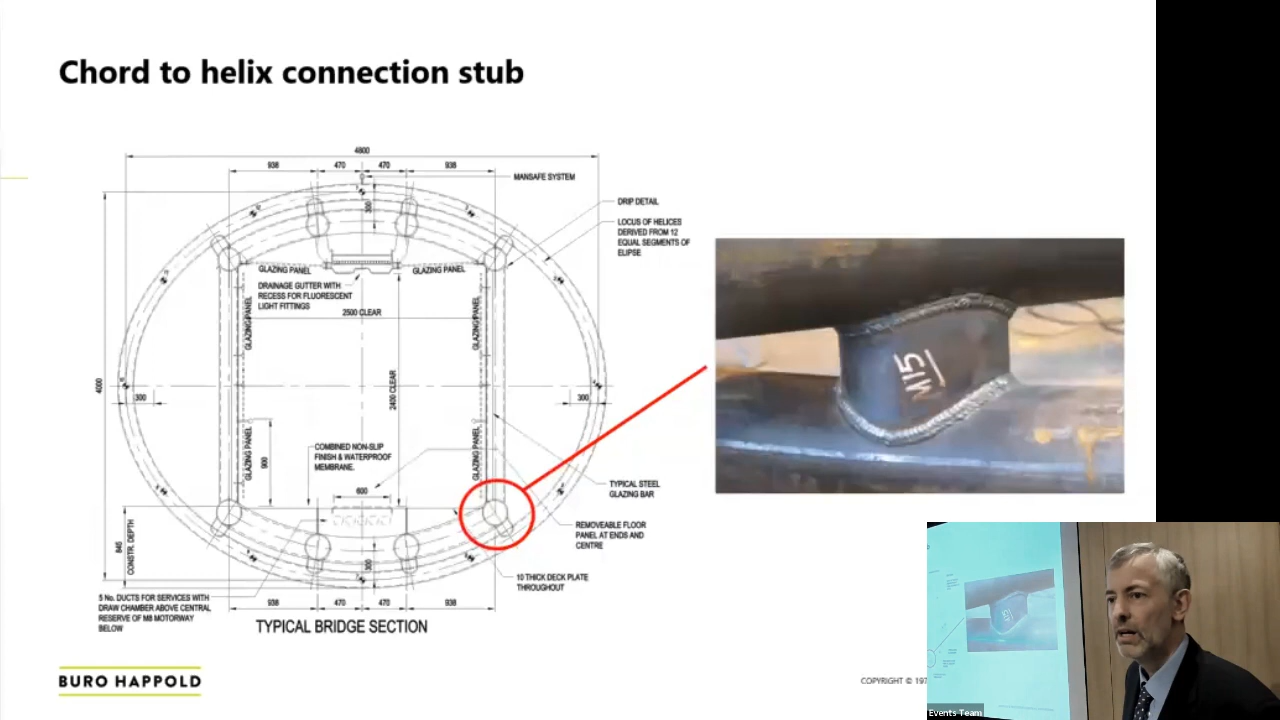 Chord to helix connection stub
4800
938
470
470
938
MANSAFE SYSTEM
300
DRIP DETAIL
LOCUS OF HELICES
DERIVED FROM 12
EQUAL SEGMENTS OF
ELIPSE
GLAZING PANEL
GLAZING PANEL
DRAINAGE GUTTER WITH
RECESS FOR FLUORESCENT
LIGHT FITTINGS
2500 CLEAR
GLAZING PANEL
GLAZING PANEL
4000
300
2400 CLEAR
300
M15
GLAZING PANEL
900
COMBINED NON-SLIP
FINISH & WATERPROOF
MEMBRANE.
GLAZING PANEL
600
TYPICAL STEEL
GLAZING BAR
845
CONSTR. DEPTH
REMOVEABLE FLOOR
PANEL AT ENDS AND
CENTRE
300
10 THICK DECK PLATE
THROUGHOUT
5 No. DUCTS FOR SERVICES WITH
DRAW CHAMBER ABOVE CENTRAL
RESERVE OF M8 MOTORWAY
BELOW
938
470
470
938
TYPICAL BRIDGE SECTION
BURO HAPPOLD
COPYRIGHT © 197
Events Team